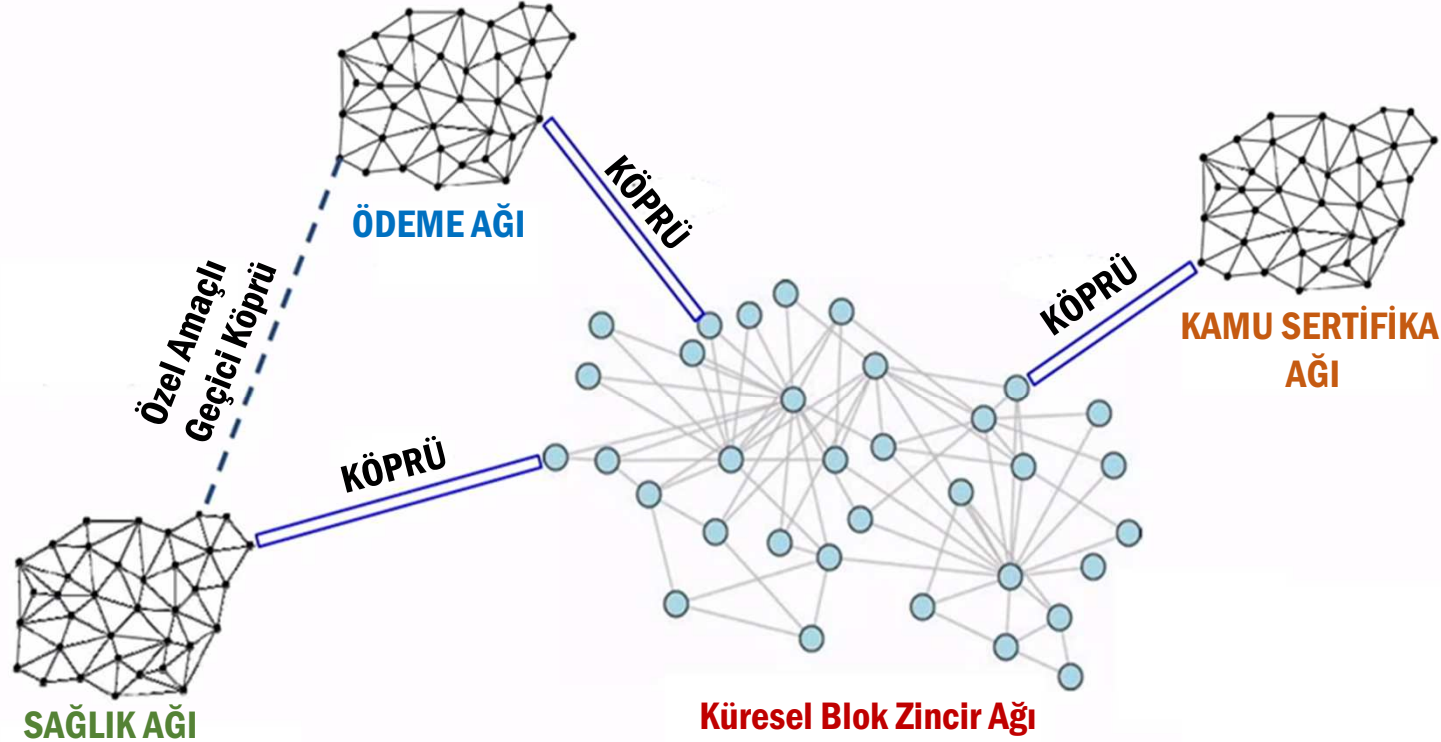 ÖDEME AĞI
KÖPRÜ
Özel Amaçlı
Geçiçi Köprü
KÖPRÜ
KAMU SERTİFİKA
AĞI
KÖPRÜ
SAĞLIK AĞI
Küresel Blok Zincir Ağı